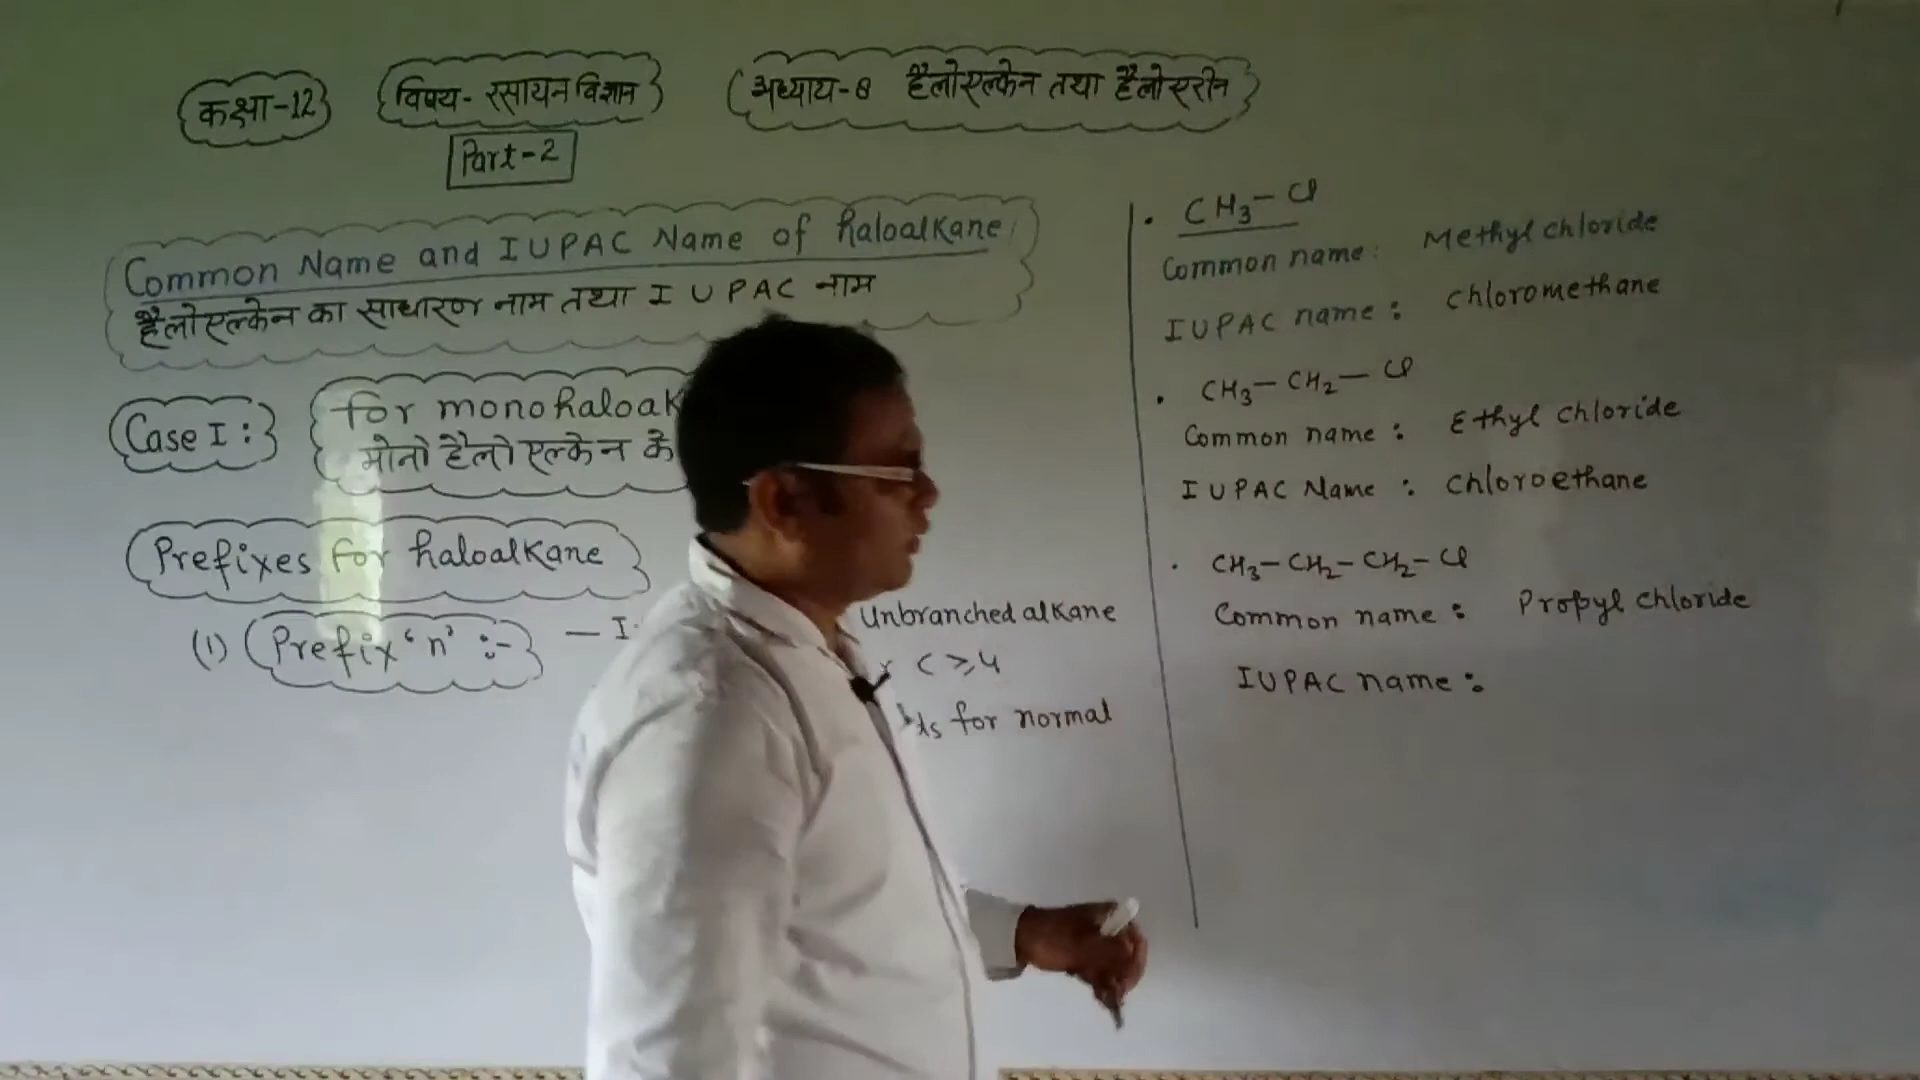 कक्षा-12
विषय- रसायन विज्ञान
अध्याय-6 हैलोएल्केन तथा हैलोएरीन
Part-2
Common Name and IUPAC Name of haloalkane
हैलोएल्केन का साधारण नाम तथा IUPAC नाम
Case I :
for monohaloalk
मोनो हैलो एल्केन के
Prefixes for haloalkane
(1) Prefix 'n' :-
Unbranched alkane
C ≥ 4
for normal
• CH3-Cl
Common name: Methyl chloride
IUPAC name: Chloromethane
• CH3-CH2-Cl
Common name: Ethyl chloride
IUPAC Name: Chloroethane
• CH3-CH2-CH2-Cl
Common name: Propyl chloride
IUPAC name: